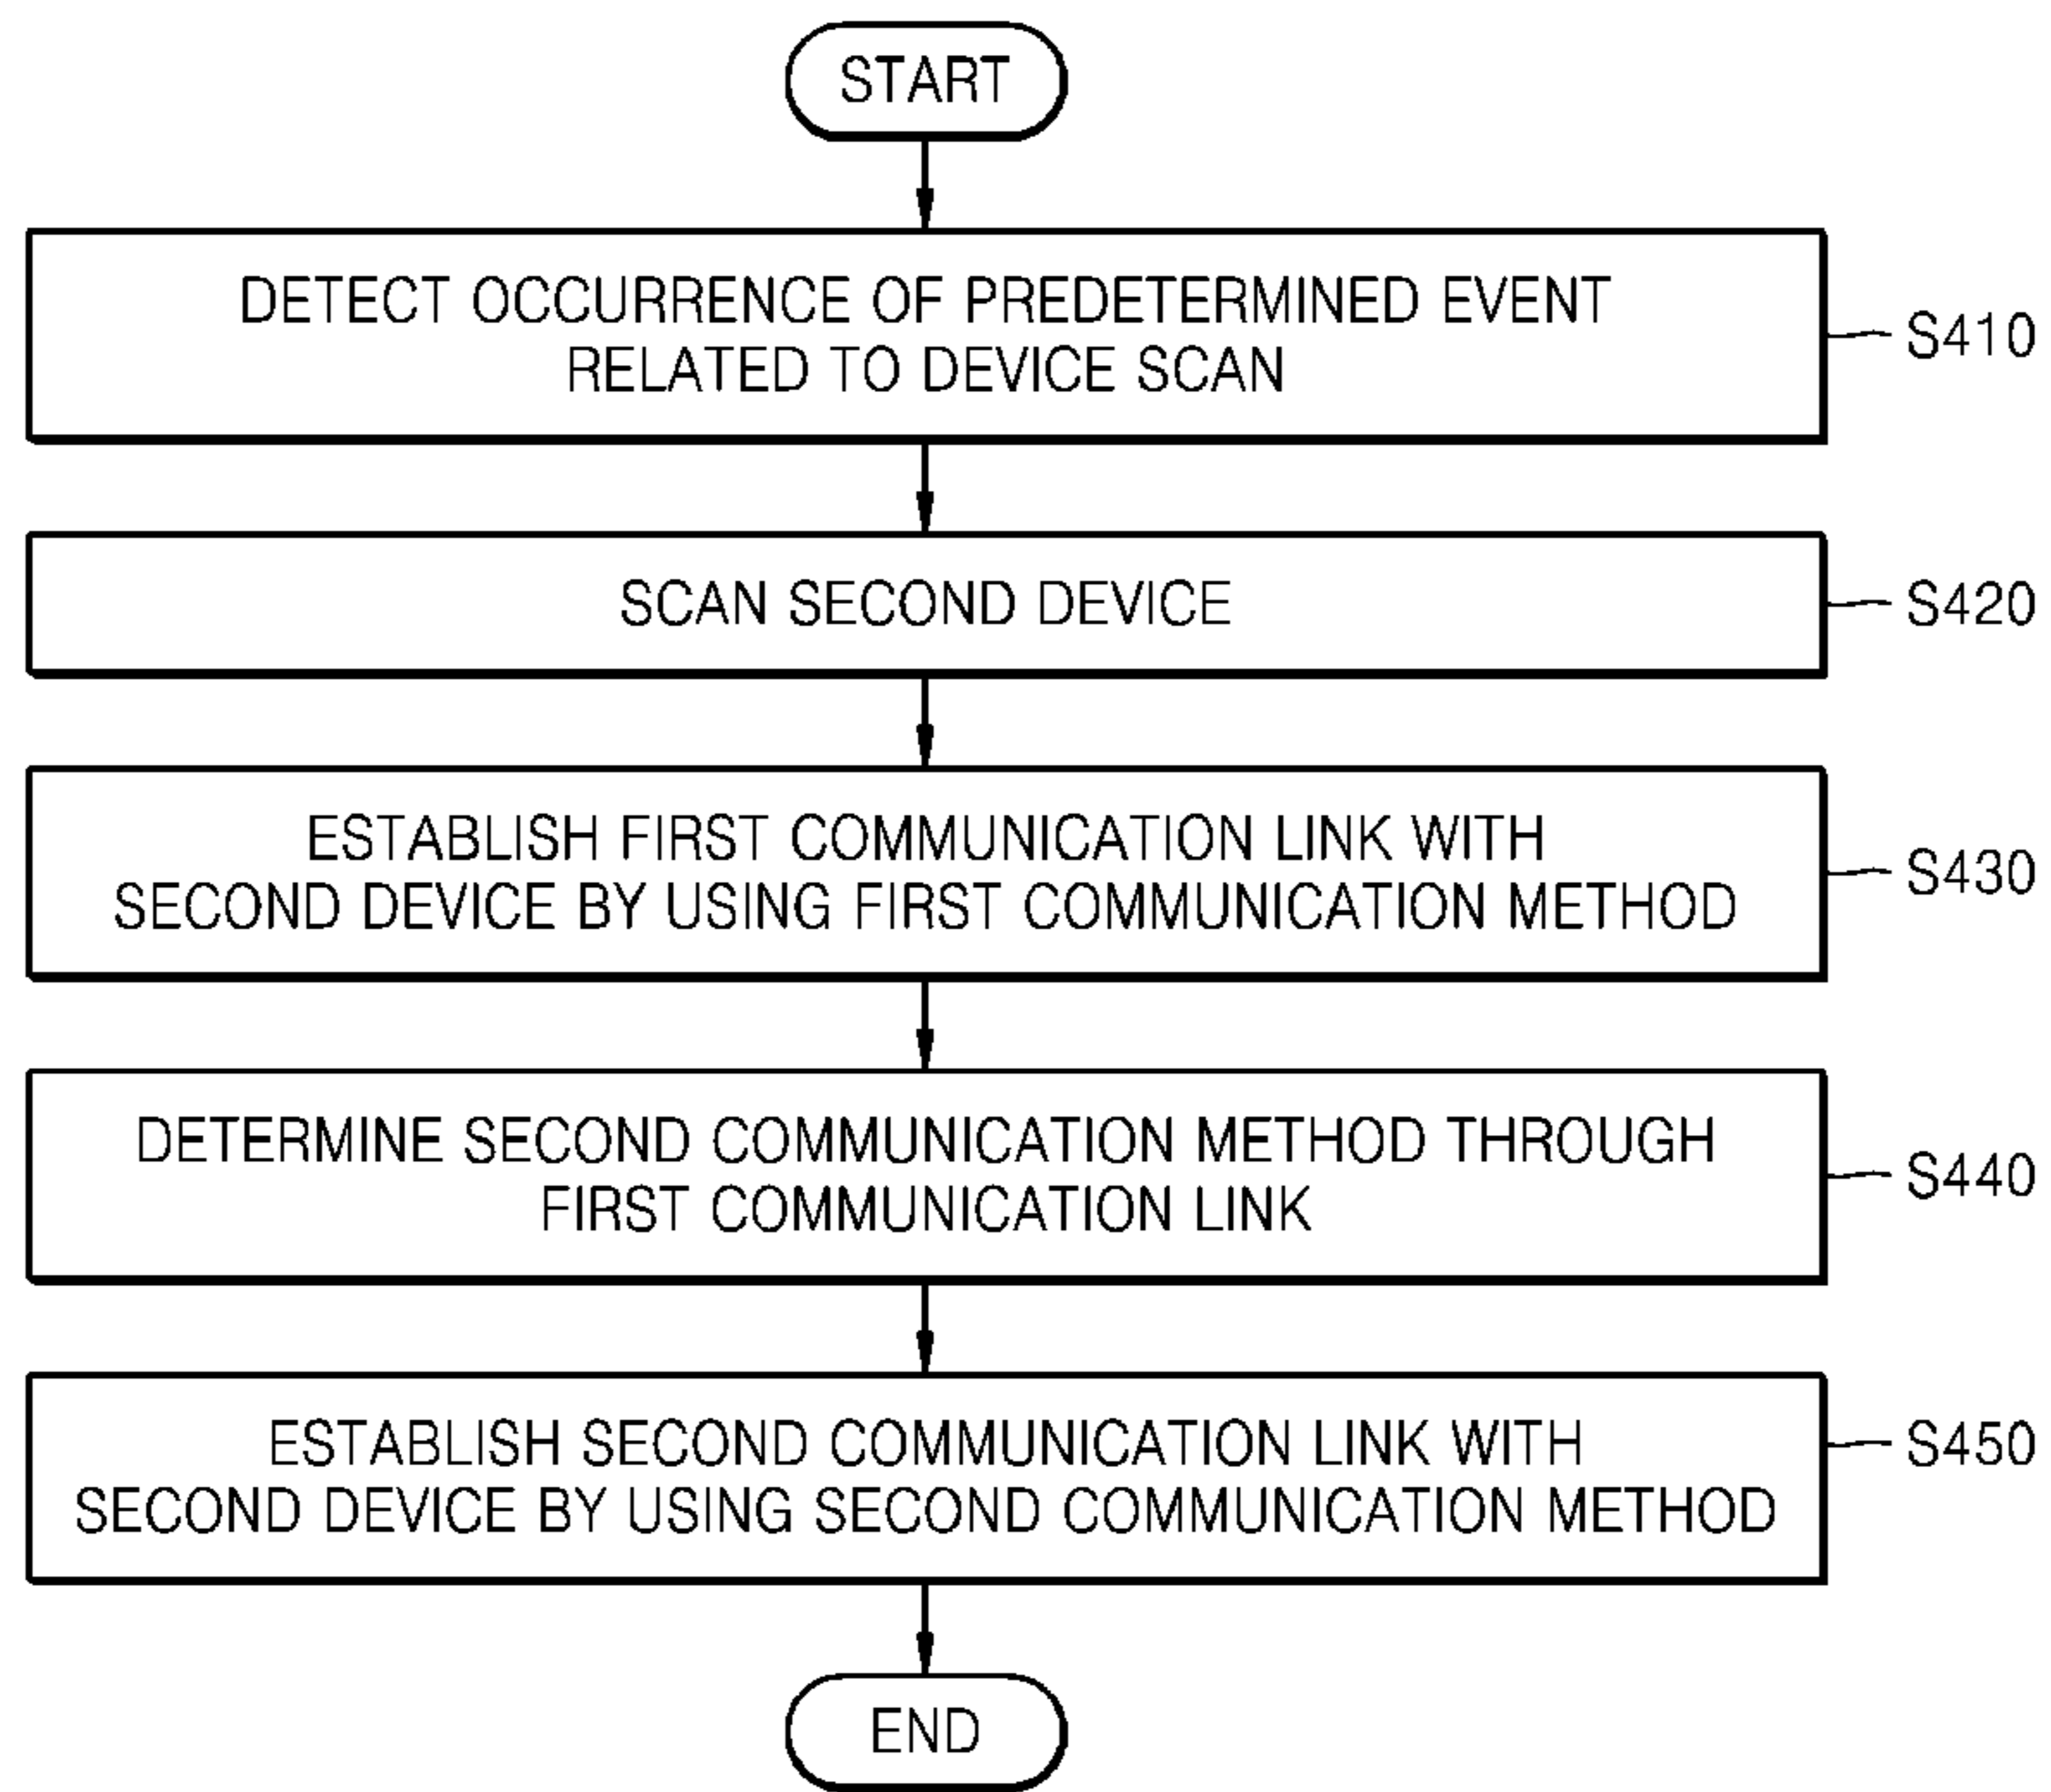 START
DETECT OCCURRENCE OF PREDETERMINED EVENT
RELATED TO DEVICE SCAN
S410
SCAN SECOND DEVICE
S420
ESTABLISH FIRST COMMUNICATION LINK WITH
SECOND DEVICE BY USING FIRST COMMUNICATION METHOD
S430
DETERMINE SECOND COMMUNICATION METHOD THROUGH
FIRST COMMUNICATION LINK
S440
ESTABLISH SECOND COMMUNICATION LINK WITH
SECOND DEVICE BY USING SECOND COMMUNICATION METHOD
S450
END